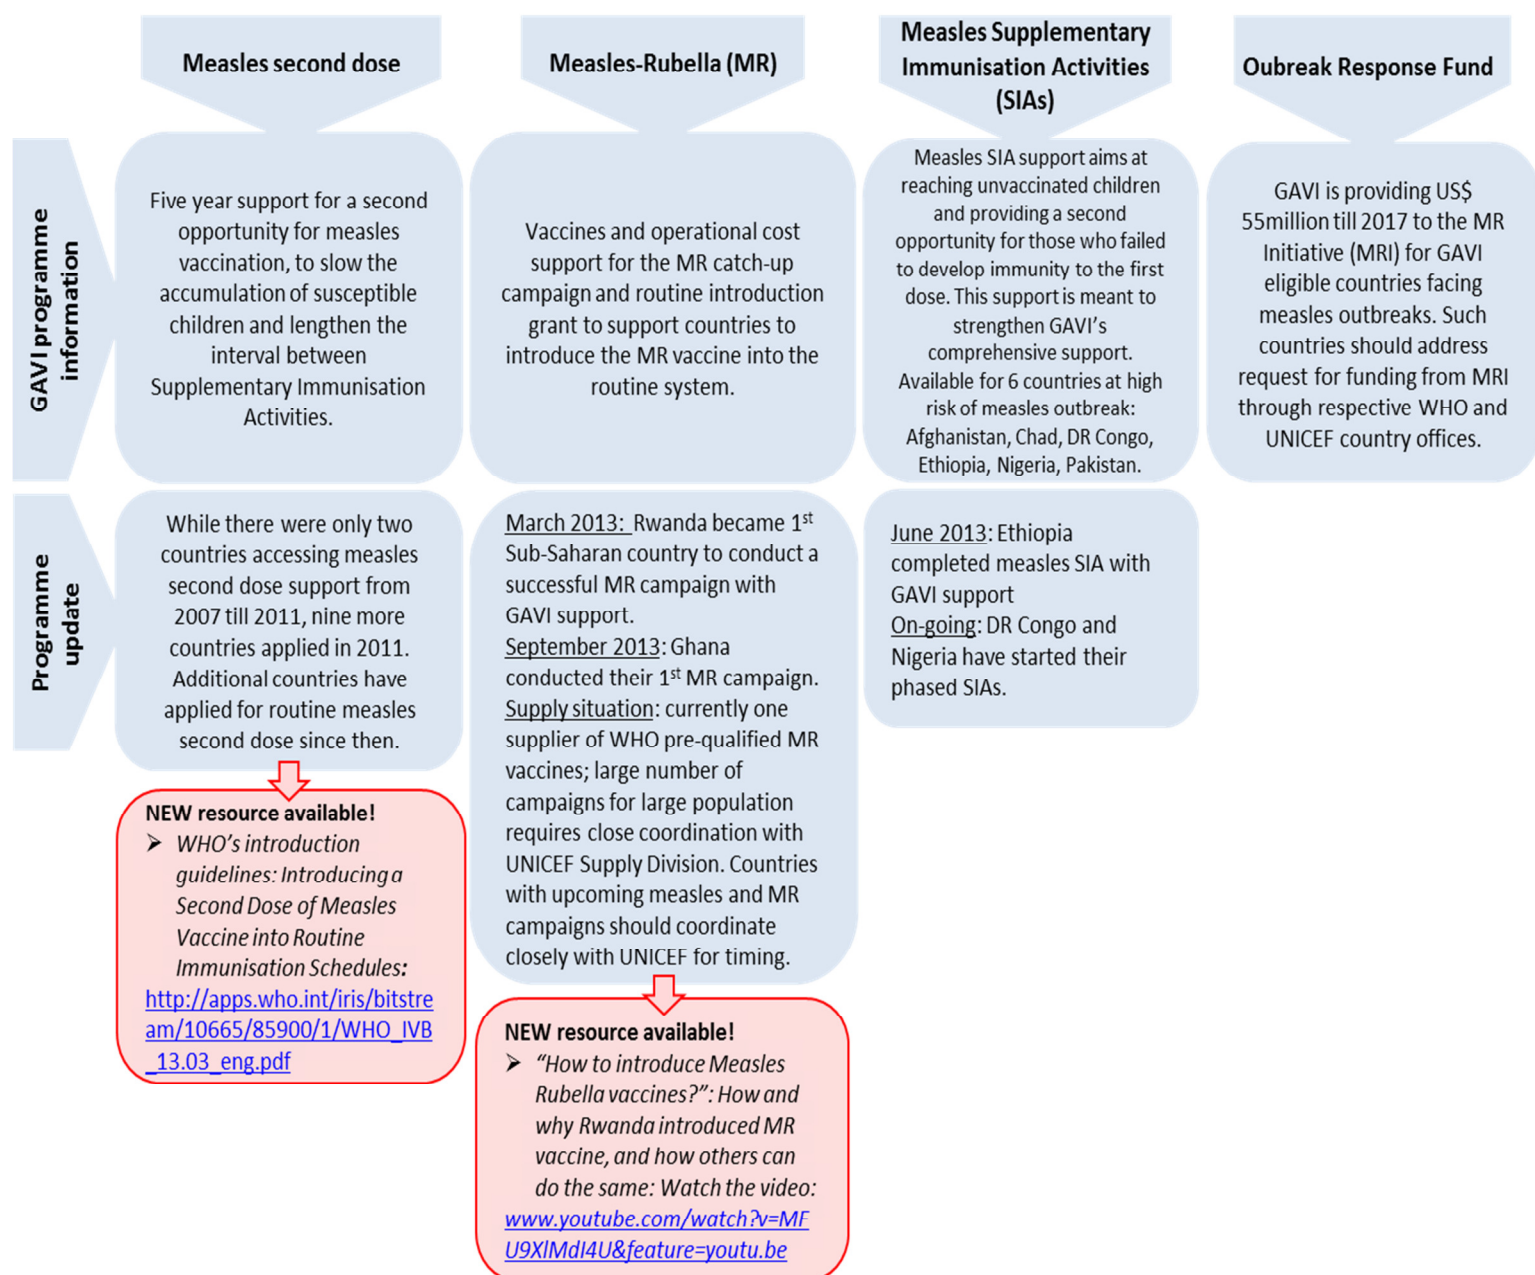 Measles second dose
Measles-Rubella (MR)
Measles Supplementary
Immunisation Activities
(SIAs)
Oubreak Response Fund
GAVI programme
information
Five year support for a second
opportunity for measles
vaccination, to slow the
accumulation of susceptible
children and lengthen the
interval between
Supplementary Immunisation
Activities.
Vaccines and operational cost
support for the MR catch-up
campaign and routine introduction
grant to support countries to
introduce the MR vaccine into the
routine system.
Measles SIA support aims at
reaching unvaccinated children
and providing a second
opportunity for those who failed
to develop immunity to the first
dose. This support is meant to
strengthen GAVI's
comprehensive support.
Available for 6 countries at high
risk of measles outbreak:
Afghanistan, Chad, DR Congo,
Ethiopia, Nigeria, Pakistan.
GAVI is providing US$
55million till 2017 to the MR
Initiative (MRI) for GAVI
eligible countries facing
measles outbreaks. Such
countries should address
request for funding from MRI
through respective WHO and
UNICEF country offices.
Programme
update
While there were only two
countries accessing measles
second dose support from
2007 till 2011, nine more
countries applied in 2011.
Additional countries have
applied for routine measles
second dose since then.
March 2013: Rwanda became 1st
Sub-Saharan country to conduct a
successful MR campaign with
GAVI support.
September 2013: Ghana
conducted their 1st MR campaign.
Supply situation: currently one
supplier of WHO pre-qualified MR
vaccines; large number of
campaigns for large population
requires close coordination with
UNICEF Supply Division. Countries
with upcoming measles and MR
campaigns should coordinate
closely with UNICEF for timing.
June 2013: Ethiopia
completed measles SIA with
GAVI support
On-going: DR Congo and
Nigeria have started their
phased SIAs.
NEW resource available!
➢ WHO's introduction
guidelines: Introducing a
Second Dose of Measles
Vaccine into Routine
Immunisation Schedules:
http://apps.who.int/iris/bitstre
am/10665/85900/1/WHO_IVB
_13.03_eng.pdf
NEW resource available!
➢ "How to introduce Measles
Rubella vaccines?": How and
why Rwanda introduced MR
vaccine, and how others can
do the same: Watch the video:
www.youtube.com/watch?v=MF
U9XlMdI4U&feature=youtu.be